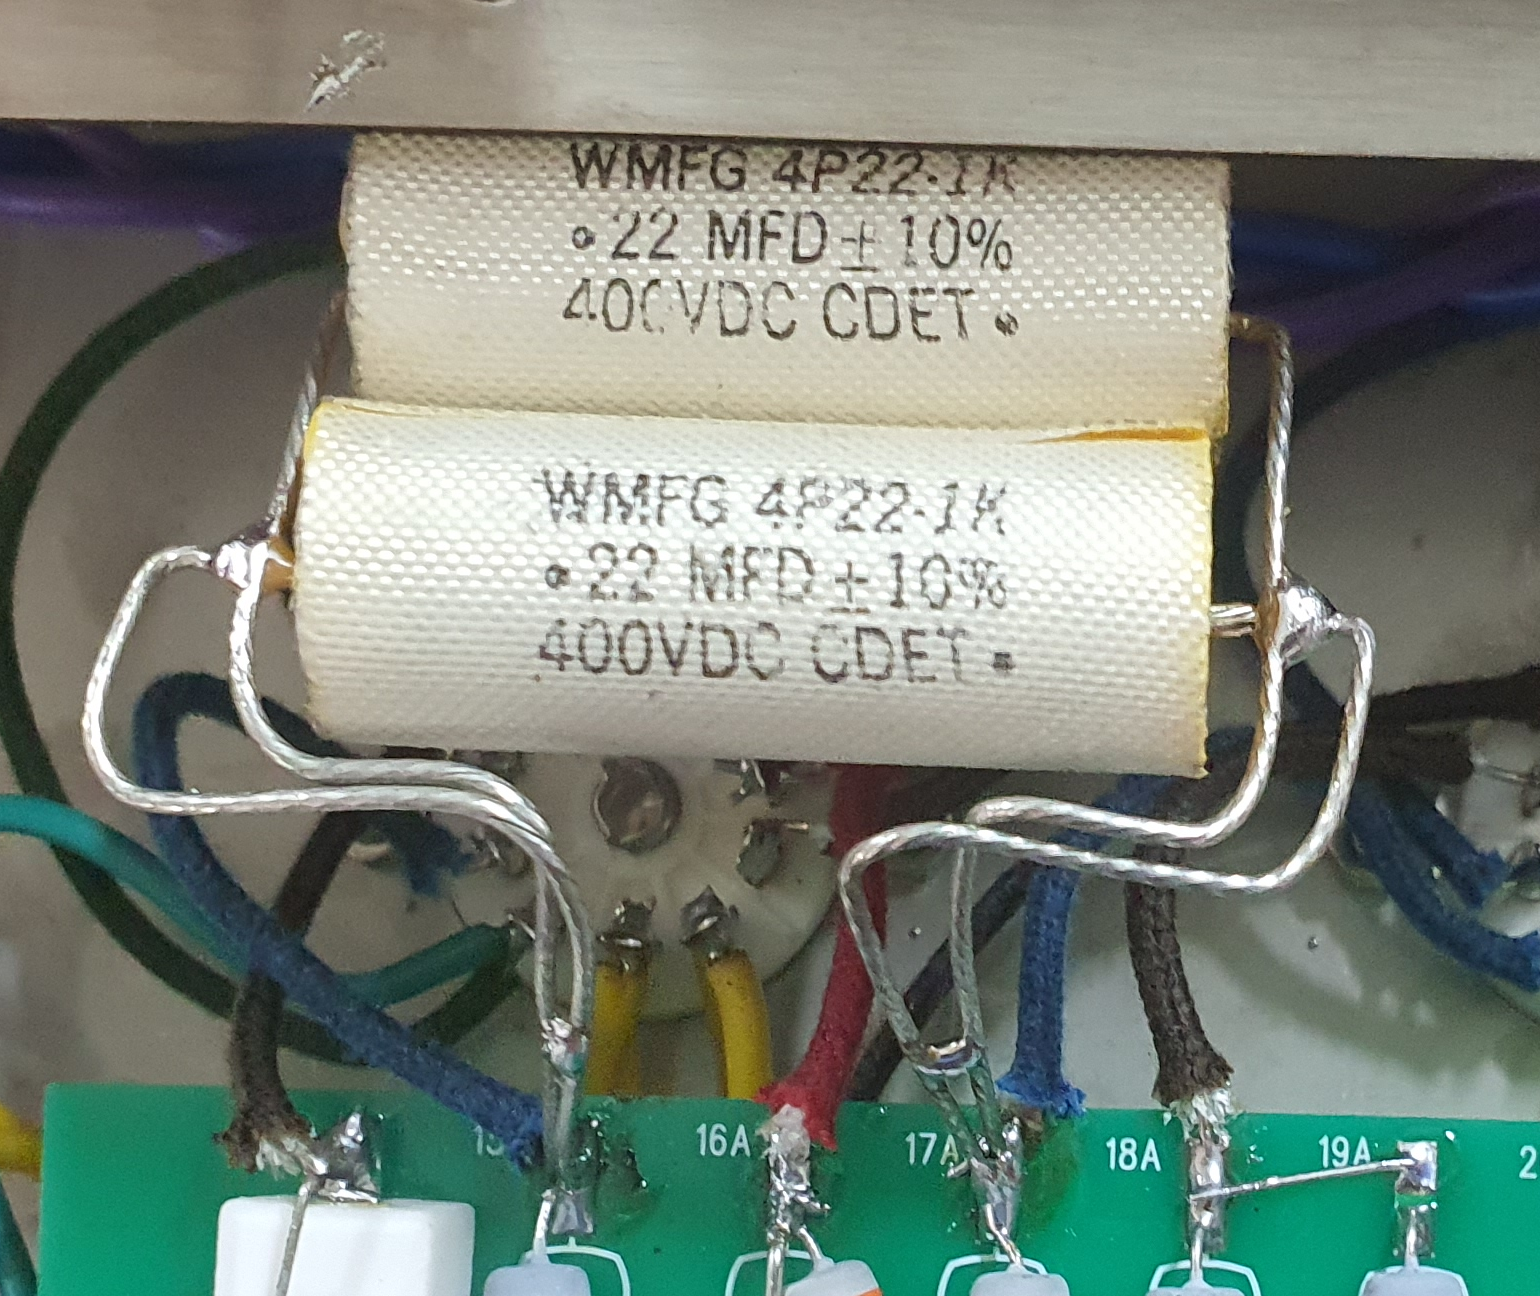 WMFG 4P22-1K
.22 MFD ± 10%
400VDC CDET
WMFG 4P22-1K
.22 MFD ± 10%
400VDC CDET
16A
17A
18A
19A